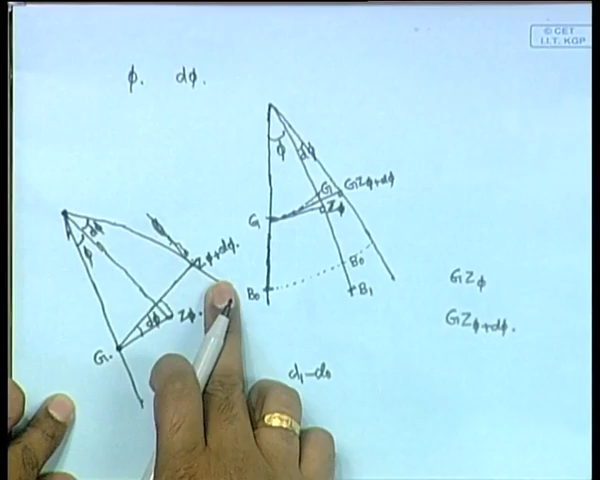 © CET
I.I.T. KGP
φ. dφ.
φ dφ
G GZφ+dφ
G Zφ
B₀ B₀
B₁
dφ
φ
Zφ+dφ.
dφ Zφ.
G.
GZφ
GZφ+dφ.
d₁-d₀